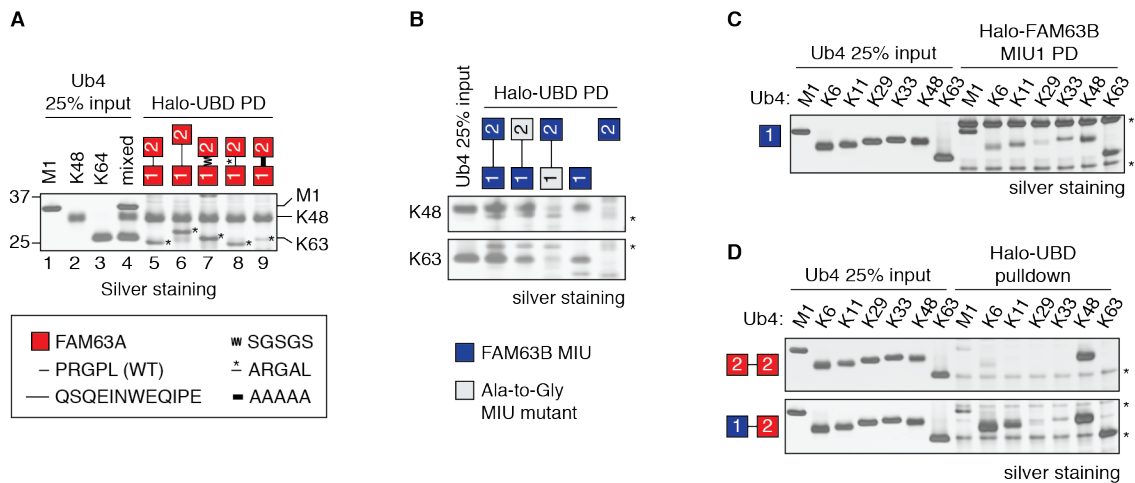 A
Ub4
25% input
Halo-UBD PD
M1
K48
K64
mixed
2
2
2
2
2
1
1
1
1
1
*
37
25
M1
K48
K63
*
*
*
*
*
1 2 3 4 5 6 7 8 9
Silver staining
FAM63A
PRGPL (WT)
QSQEINWEQIPE
SGSGS
* ARGAL
AAAAA
B
Ub4 25% input
Halo-UBD PD
2
2
2
2
1
1
1
1
K48
*
K63
*
silver staining
FAM63B MIU
Ala-to-Gly
MIU mutant
C
Ub4 25% input
Halo-FAM63B
MIU1 PD
Ub4: M1 K6 K11 K29 K33 K48 K63 M1 K6 K11 K29 K33 K48 K63
1
*
*
silver staining
D
Ub4 25% input
Halo-UBD
pulldown
Ub4: M1 K6 K11 K29 K33 K48 K63 M1 K6 K11 K29 K33 K48 K63
2 2
*
1 2
*
*
silver staining